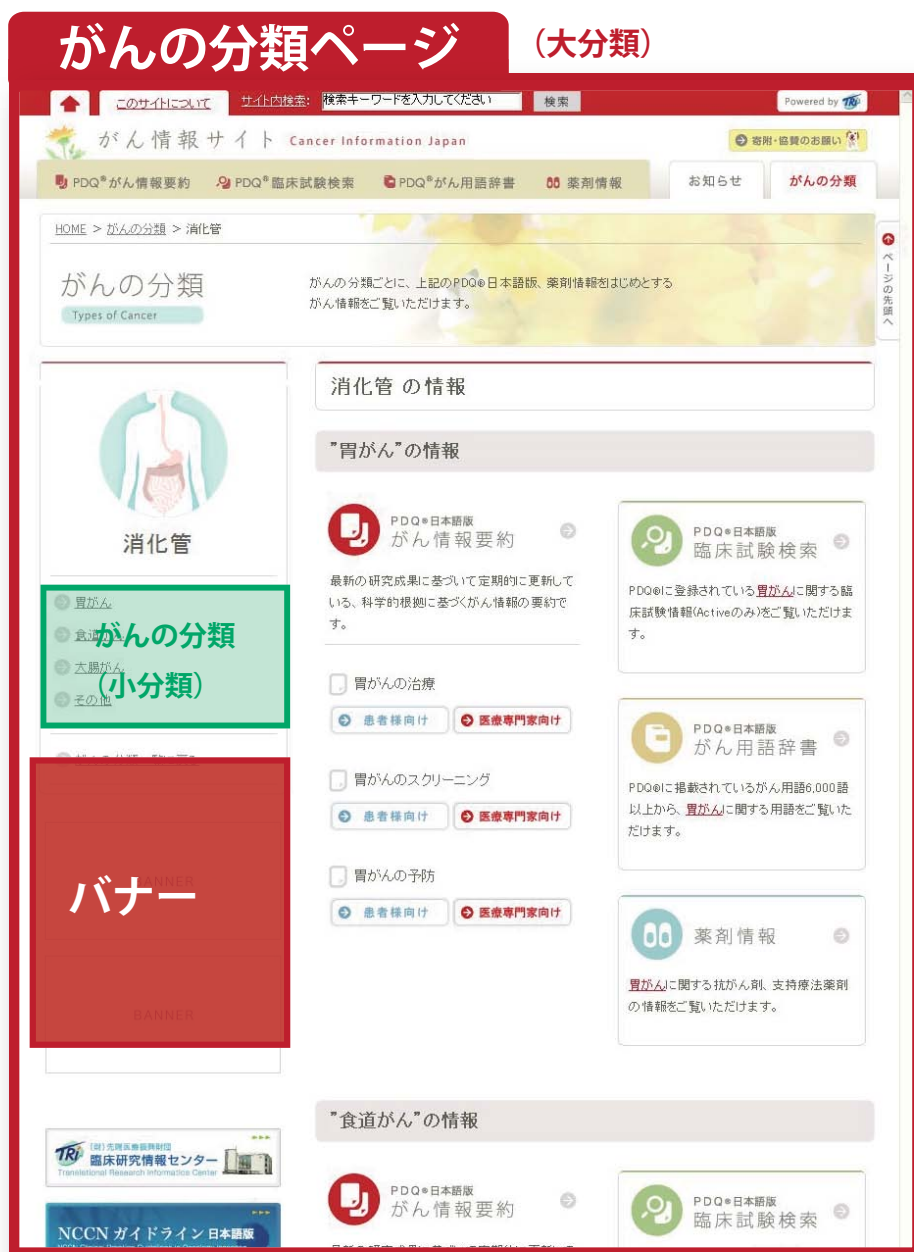 がんの分類ページ （大分類）
このサイトについて サイト内検索: 検索キーワードを入力してください 検索 Powered by TRi
がん情報サイト Cancer Information Japan 寄附・協賛のお願い
PDQ®がん情報要約 PDQ®臨床試験検索 PDQ®がん用語辞書 薬剤情報 お知らせ がんの分類
HOME > がんの分類 > 消化管
ページの先頭へ
がんの分類
Types of Cancer
がんの分類ごとに、上記のPDQ®日本語版、薬剤情報をはじめとする
がん情報をご覧いただけます。
消化管
胃がん
大腸がん
その他
がんの分類
（小分類）
バナー
BANNER
BANNER
消化管 の情報
”胃がん”の情報
PDQ®日本語版
がん情報要約
最新の研究成果に基づいて定期的に更新して
いる、科学的根拠に基づくがん情報の要約で
す。
胃がんの治療
患者様向け 医療専門家向け
胃がんのスクリーニング
患者様向け 医療専門家向け
胃がんの予防
患者様向け 医療専門家向け
PDQ®日本語版
臨床試験検索
PDQ®に登録されている胃がんに関する臨
床試験情報(Activeのみ)をご覧いただけま
す。
PDQ®日本語版
がん用語辞書
PDQ®に掲載されているがん用語6,000語
以上から、胃がんに関する用語をご覧いた
だけます。
薬剤情報
胃がんに関する抗がん剤、支持療法薬剤
の情報をご覧いただけます。
”食道がん”の情報
PDQ®日本語版
がん情報要約
PDQ®日本語版
臨床試験検索
TRi (財)先端医療振興財団
臨床研究情報センター
Translational Research Informatics Center
NCCN ガイドライン 日本語版